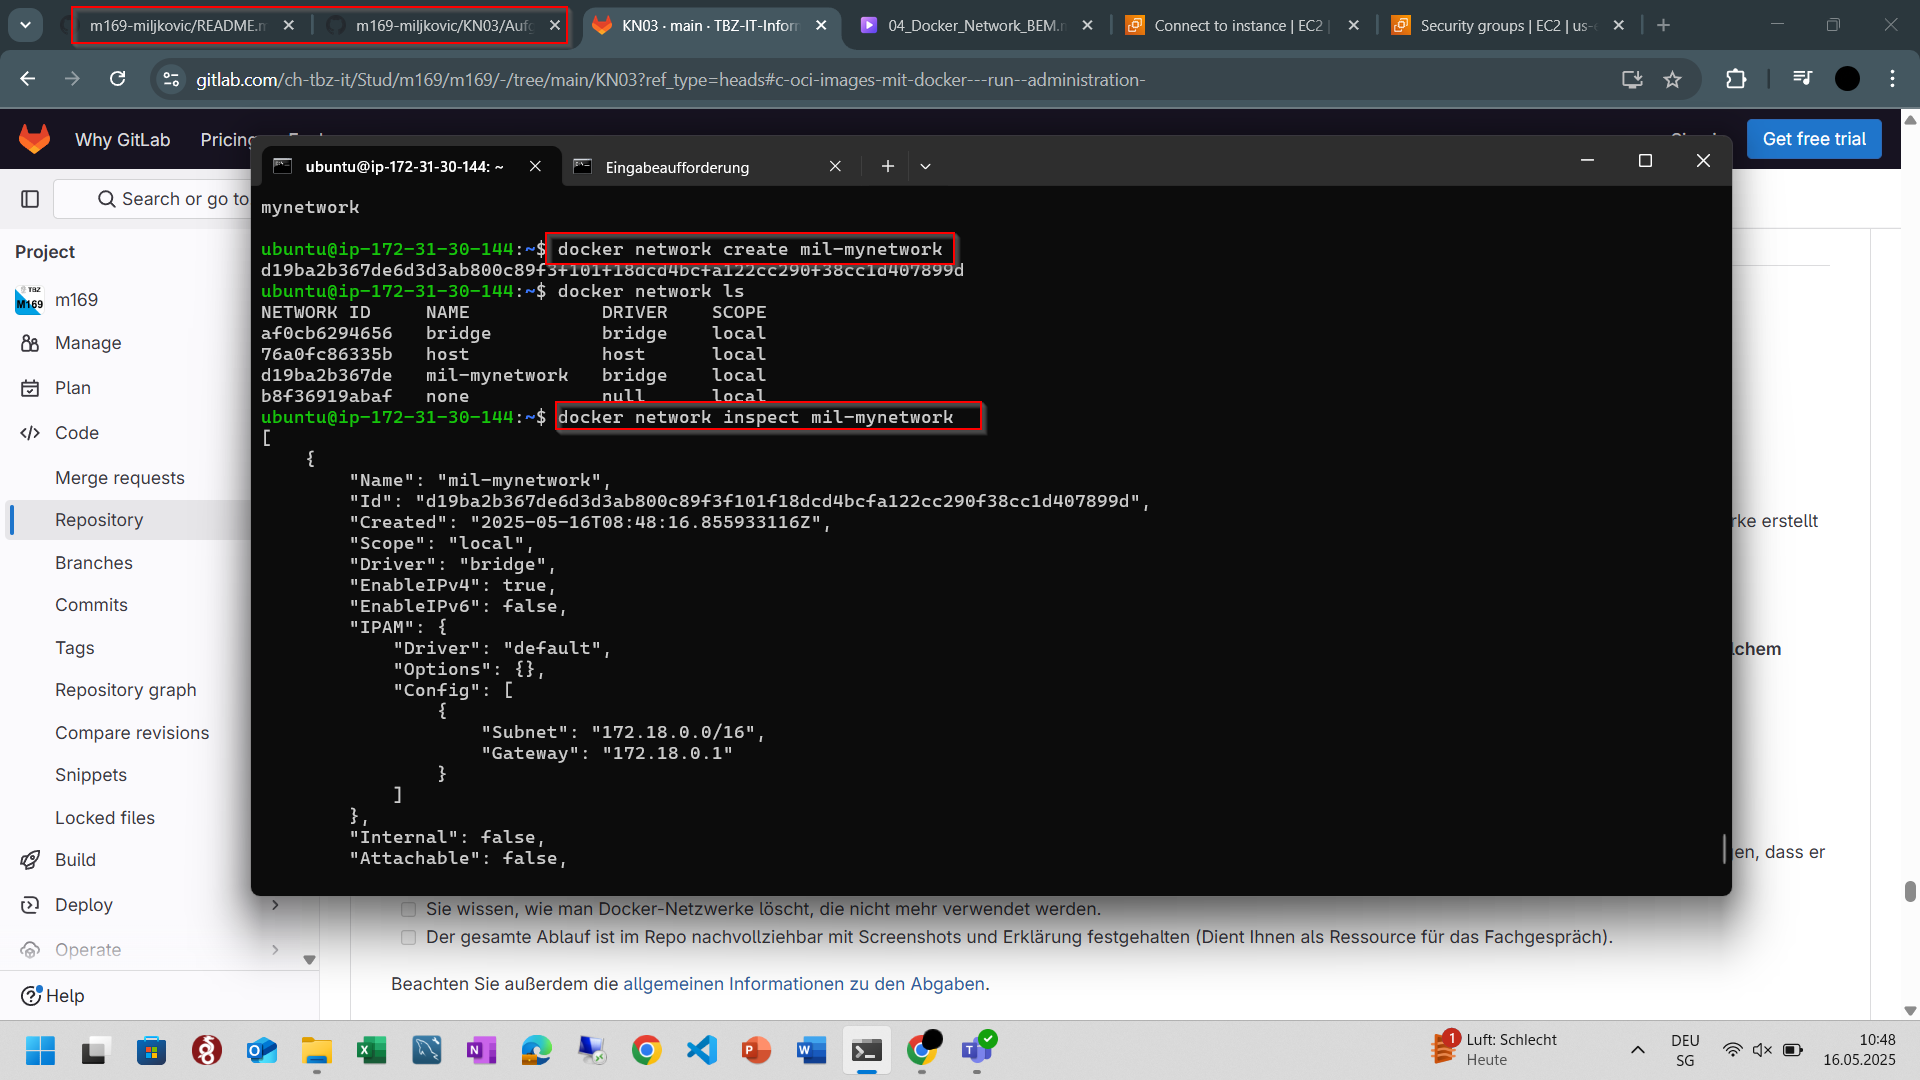 m169-miljkovic/README.m
m169-miljkovic/KN03/Aufg
KN03 · main · TBZ-IT-Inforn
04_Docker_Network_BEM.m
Connect to instance | EC2 |
Security groups | EC2 | us-
gitlab.com/ch-tbz-it/Stud/m169/m169/-/tree/main/KN03?ref_type=heads#c-oci-images-mit-docker---run--administration-
Why GitLab
Pricing
Get free trial
Search or go to
ubuntu@ip-172-31-30-144: ~
Eingabeaufforderung
Project
TBZ
M169
m169
Manage
Plan
Code
Merge requests
Repository
Branches
Commits
Tags
Repository graph
Compare revisions
Snippets
Locked files
Build
Deploy
Operate
Help
mynetwork
ubuntu@ip-172-31-30-144:~$ docker network create mil-mynetwork
d19ba2b367de6d3d3ab800c89f3f101f18dcd4bcfa122cc290f38cc1d407899d
ubuntu@ip-172-31-30-144:~$ docker network ls
NETWORK ID     NAME            DRIVER    SCOPE
af0cb6294656   bridge          bridge    local
76a0fc86335b   host            host      local
d19ba2b367de   mil-mynetwork   bridge    local
b8f36919abaf   none            null      local
ubuntu@ip-172-31-30-144:~$ docker network inspect mil-mynetwork
[
    {
        "Name": "mil-mynetwork",
        "Id": "d19ba2b367de6d3d3ab800c89f3f101f18dcd4bcfa122cc290f38cc1d407899d",
        "Created": "2025-05-16T08:48:16.855933116Z",
        "Scope": "local",
        "Driver": "bridge",
        "EnableIPv4": true,
        "EnableIPv6": false,
        "IPAM": {
            "Driver": "default",
            "Options": {},
            "Config": [
                {
                    "Subnet": "172.18.0.0/16",
                    "Gateway": "172.18.0.1"
                }
            ]
        },
        "Internal": false,
        "Attachable": false,
rke erstellt
lchem
en, dass er
Sie wissen, wie man Docker-Netzwerke löscht, die nicht mehr verwendet werden.
Der gesamte Ablauf ist im Repo nachvollziehbar mit Screenshots und Erklärung festgehalten (Dient Ihnen als Ressource für das Fachgespräch).
Beachten Sie außerdem die allgemeinen Informationen zu den Abgaben.
1
Luft: Schlecht
Heute
DEU
SG
10:48
16.05.2025